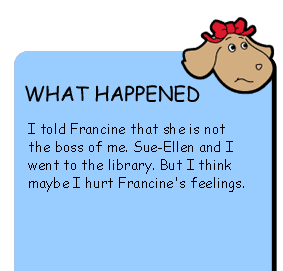 WHAT HAPPENED
I told Francine that she is not
the boss of me. Sue-Ellen and I
went to the library. But I think
maybe I hurt Francine's feelings.